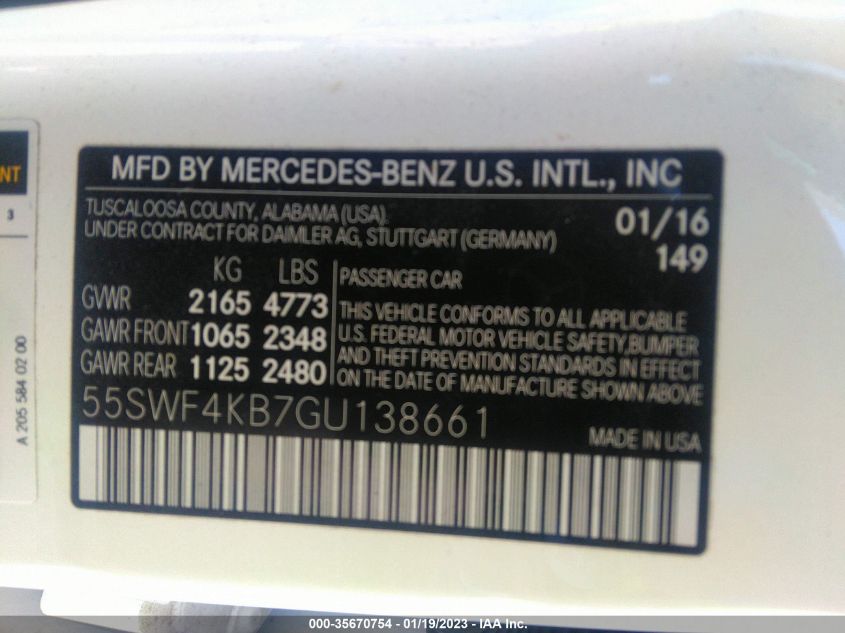 NT
3
A 205 584 02 00
MFD BY MERCEDES-BENZ U.S. INTL., INC
TUSCALOOSA COUNTY, ALABAMA (USA)
UNDER CONTRACT FOR DAIMLER AG, STUTTGART (GERMANY)
01/16
149
KG LBS
GVWR 2165 4773
GAWR FRONT 1065 2348
GAWR REAR 1125 2480
PASSENGER CAR
THIS VEHICLE CONFORMS TO ALL APPLICABLE
U.S. FEDERAL MOTOR VEHICLE SAFETY, BUMPER
AND THEFT PREVENTION STANDARDS IN EFFECT
ON THE DATE OF MANUFACTURE SHOWN ABOVE
55SWF4KB7GU138661
MADE IN USA
000-35670754 - 01/19/2023 - IAA Inc.